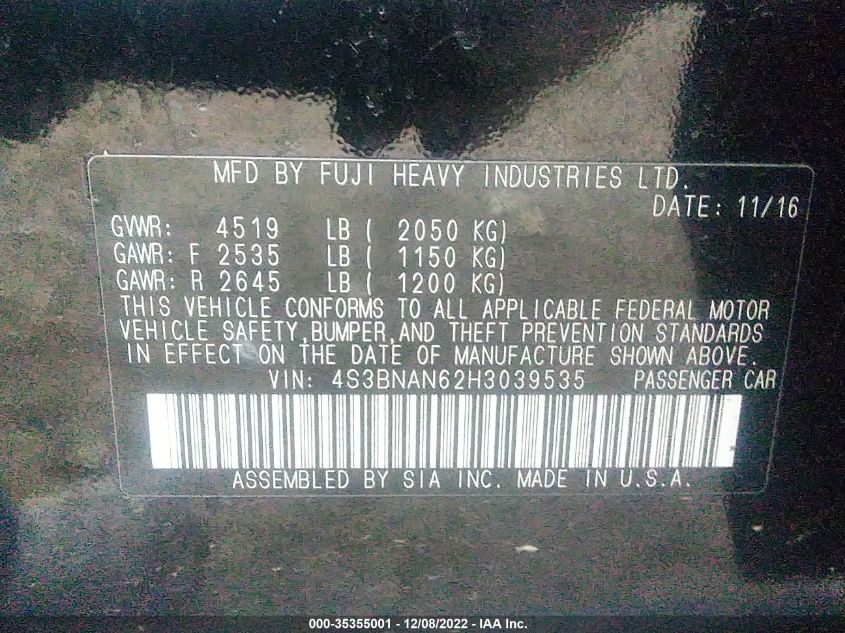 MFD BY FUJI HEAVY INDUSTRIES LTD.
DATE: 11/16
GVWR: 4519 LB ( 2050 KG)
GAWR: F 2535 LB ( 1150 KG)
GAWR: R 2645 LB ( 1200 KG)
THIS VEHICLE CONFORMS TO ALL APPLICABLE FEDERAL MOTOR
VEHICLE SAFETY, BUMPER, AND THEFT PREVENTION STANDARDS
IN EFFECT ON THE DATE OF MANUFACTURE SHOWN ABOVE.
VIN: 4S3BNAN62H3039535 PASSENGER CAR
ASSEMBLED BY SIA INC. MADE IN U.S.A.
000-35355001 - 12/08/2022 - IAA Inc.